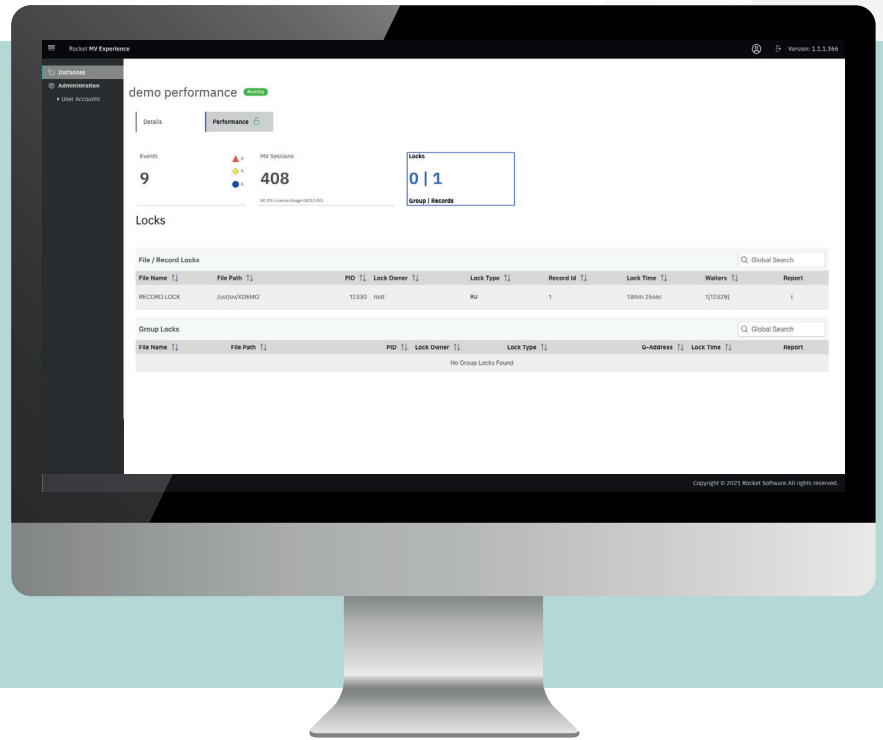 Rocket MV Experience
Version: 1.1.1.366
Instances
Administration
User Accounts
demo performance Running
Details
Performance
Events
9
0
9
0
MV Sessions
408
Locks
0 | 1
Group | Records
Locks
File / Record Locks
Global Search
File Name File Path PID Lock Owner Lock Type Record Id Lock Time Waiters Report
RECORD.LOCK /usr/uv/XDEMO 12330 root RU 1 13min 26sec 1[12329] i
Group Locks
Global Search
File Name File Path PID Lock Owner Lock Type G-Address Lock Time Report
No Group Locks Found
Copyright © 2021 Rocket Software.All rights reserved.